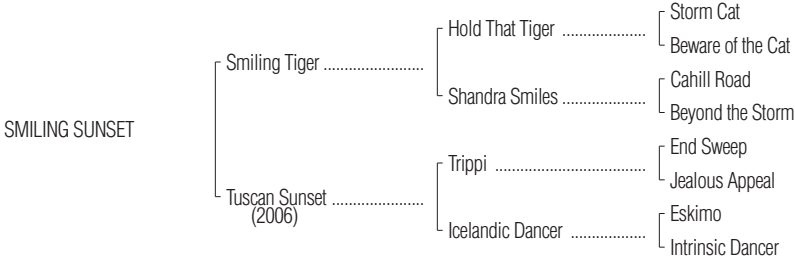 Storm Cat
Hold That Tiger ......................
Beware of the Cat
Smiling Tiger ..........................
Cahill Road
Shandra Smiles ......................
Beyond the Storm
SMILING SUNSET
End Sweep
Trippi .......................................
Jealous Appeal
Tuscan Sunset ........................
(2006)
Eskimo
Icelandic Dancer ....................
Intrinsic Dancer